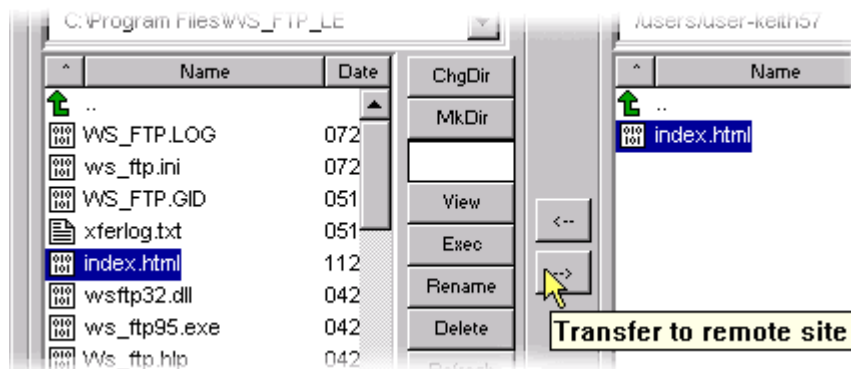 C:\Program Files\WS_FTP_LE
/users/user-keith57
^ Name Date
..
WS_FTP.LOG 072
ws_ftp.ini 072
WS_FTP.GID 051
xferlog.txt 051
index.html 112
wsftp32.dll 042
ws_ftp95.exe 042
Ws_ftp.hlp 042
ChgDir
MkDir
View
Exec
Rename
Delete
Refresh
<--
-->
Transfer to remote site
^ Name
..
index.html